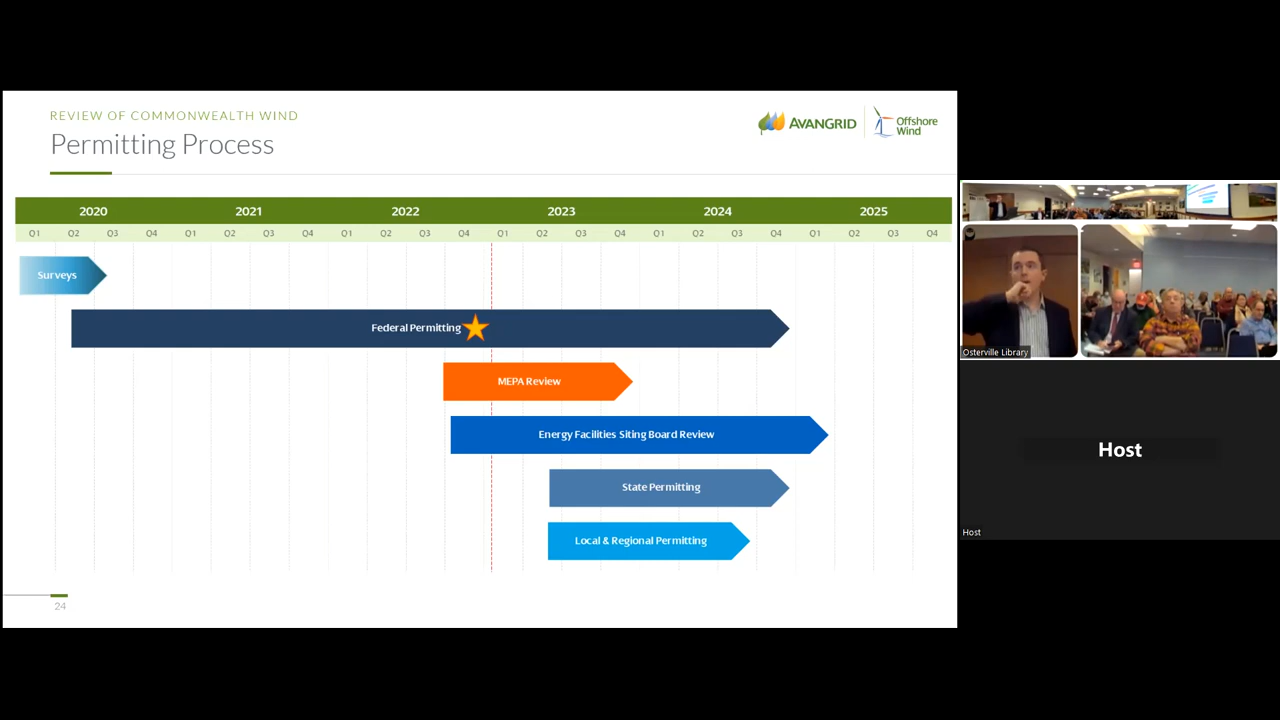 REVIEW OF COMMONWEALTH WIND
Permitting Process
AVANGRID
Offshore
Wind
2020 2021 2022 2023 2024 2025
Q1 Q2 Q3 Q4 Q1 Q2 Q3 Q4 Q1 Q2 Q3 Q4 Q1 Q2 Q3 Q4 Q1 Q2 Q3 Q4 Q1 Q2 Q3 Q4
Surveys
Federal Permitting
MEPA Review
Energy Facilities Siting Board Review
State Permitting
Local & Regional Permitting
24
Osterville Library
Host
Host